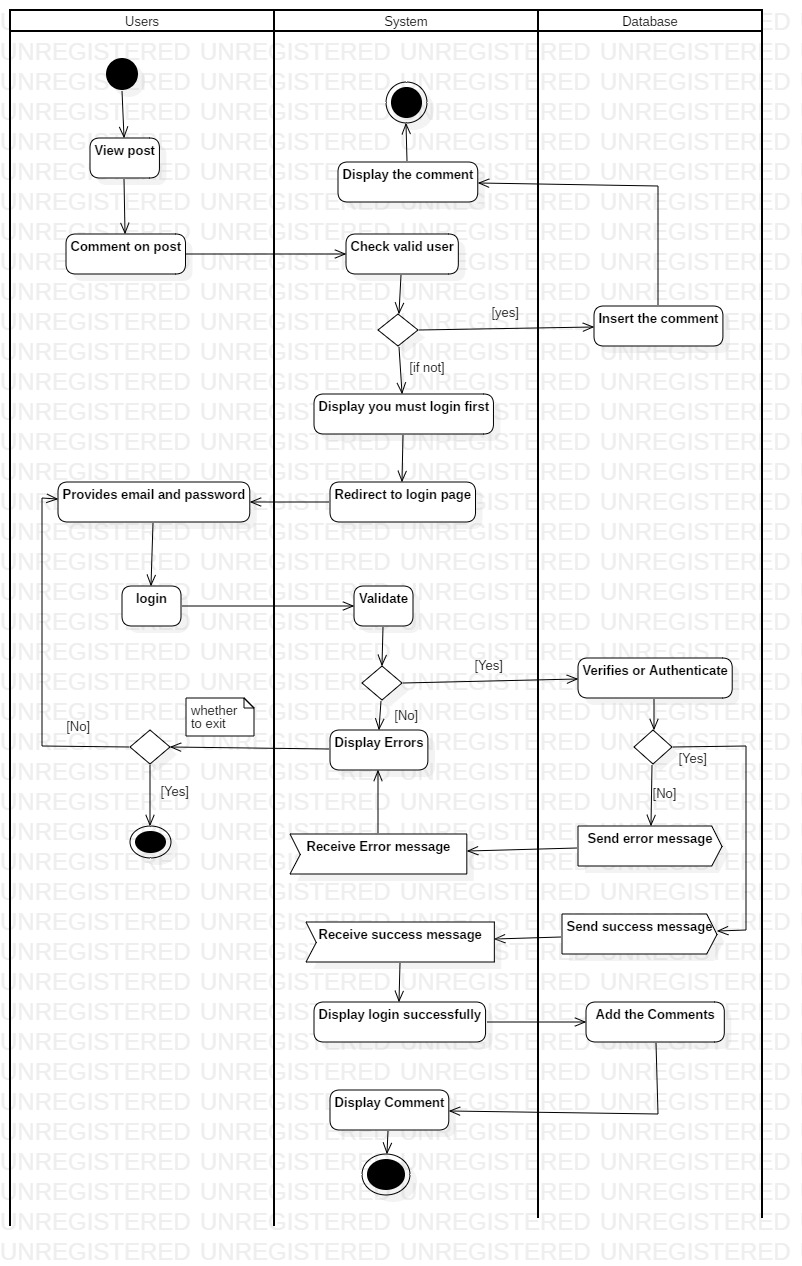 Users
System
Database
View post
Display the comment
Comment on post
Check valid user
[yes]
Insert the comment
[if not]
Display you must login first
Provides email and password
Redirect to login page
login
Validate
[Yes]
Verifies or Authenticate
whether
to exit
[No]
[No]
Display Errors
[Yes]
[Yes]
[No]
Receive Error message
Send error message
Receive success message
Send success message
Display login successfully
Add the Comments
Display Comment
UNREGISTERED